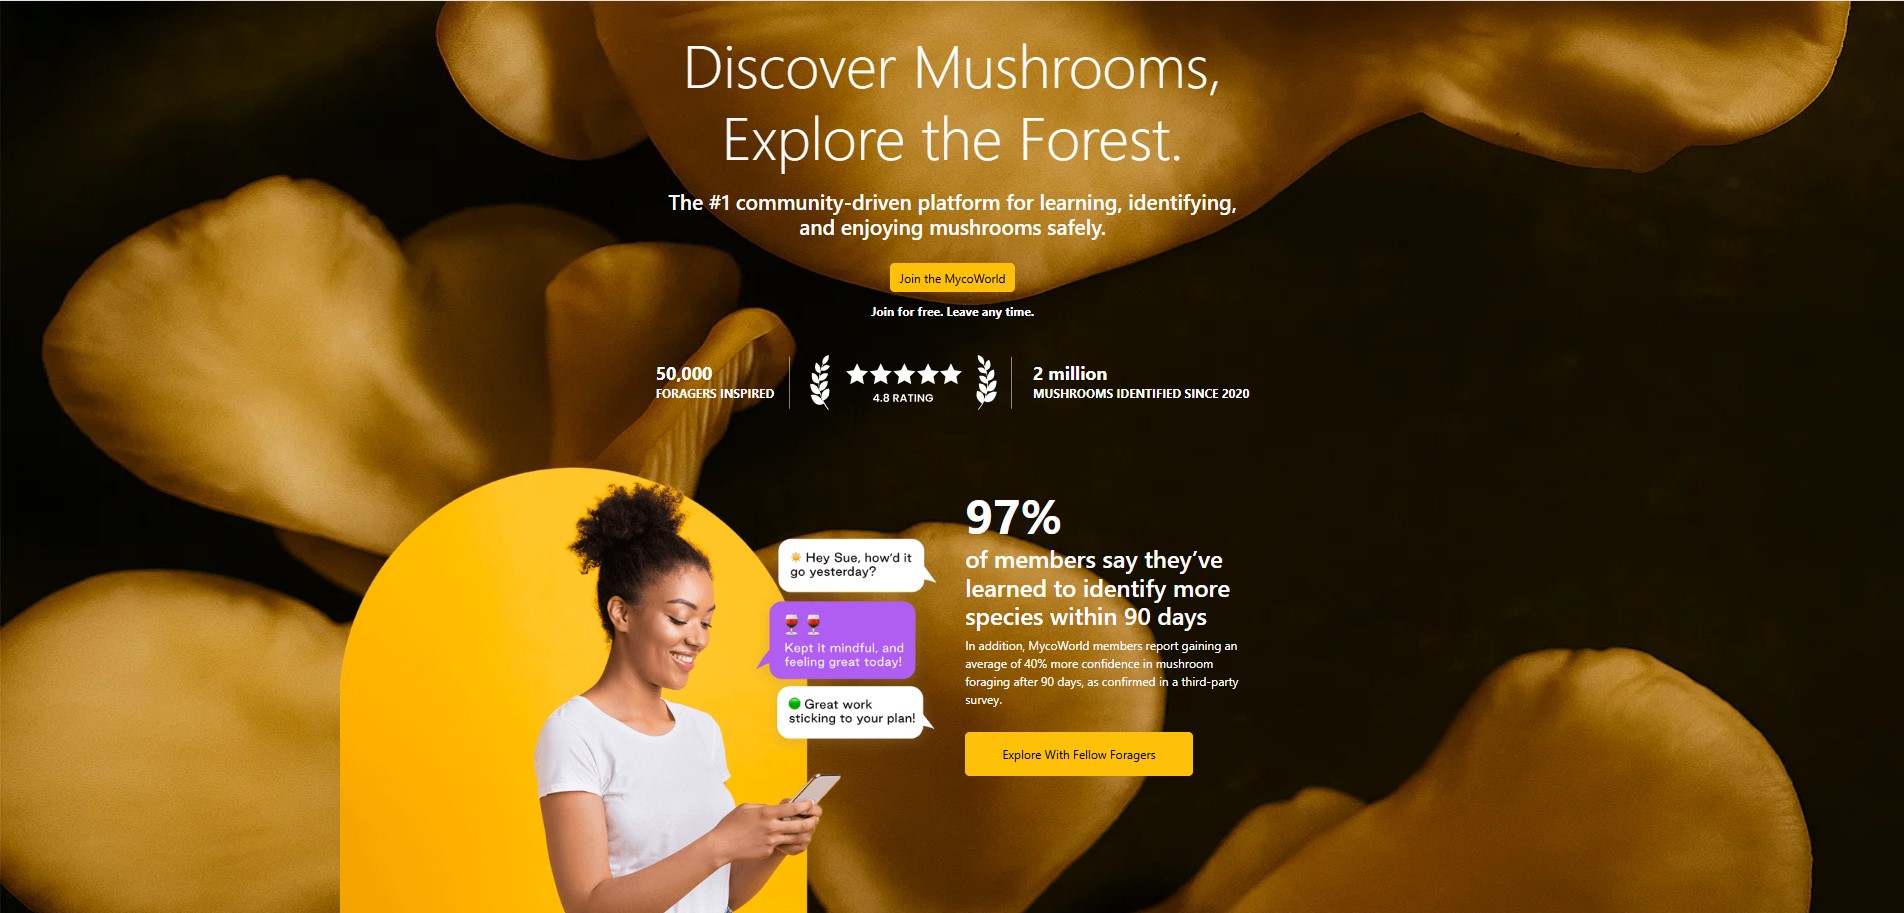 Discover Mushrooms,
Explore the Forest.
The #1 community-driven platform for learning, identifying,
and enjoying mushrooms safely.
Join the MycoWorld
Join for free. Leave any time.
50,000
FORAGERS INSPIRED
4.8 RATING
2 million
MUSHROOMS IDENTIFIED SINCE 2020
Hey Sue, how'd it
go yesterday?
Kept it mindful, and
feeling great today!
Great work
sticking to your plan!
97%
of members say they've
learned to identify more
species within 90 days
In addition, MycoWorld members report gaining an
average of 40% more confidence in mushroom
foraging after 90 days, as confirmed in a third-party
survey.
Explore With Fellow Foragers